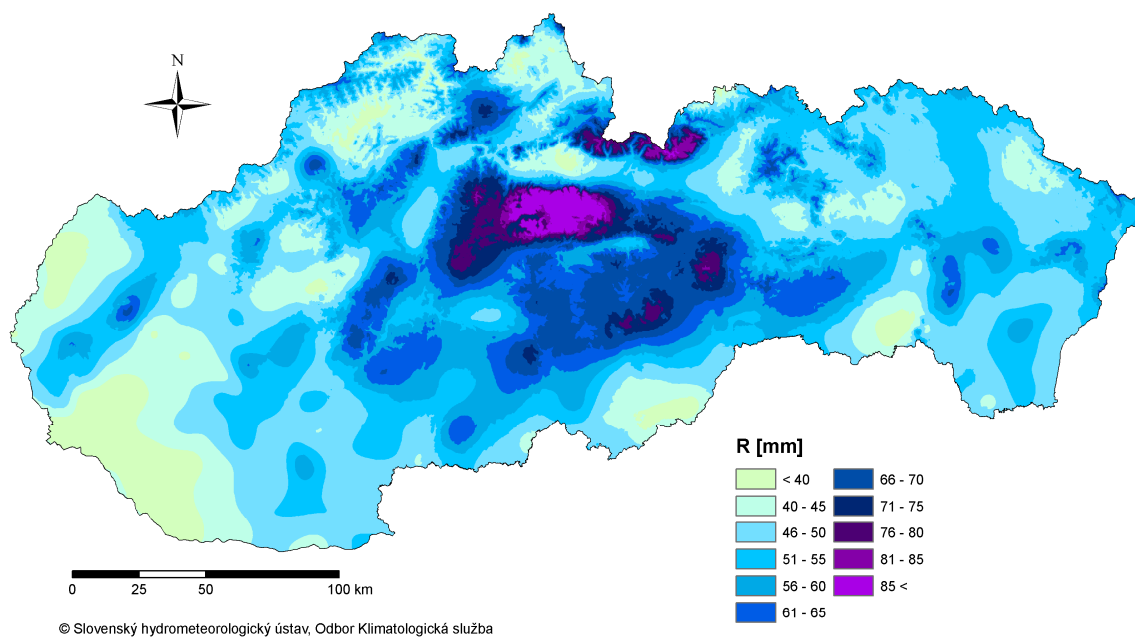 N
R [mm]
< 40
40 - 45
46 - 50
51 - 55
56 - 60
61 - 65
66 - 70
71 - 75
76 - 80
81 - 85
85 <
0 25 50 100 km
© Slovenský hydrometeorologický ústav, Odbor Klimatologická služba